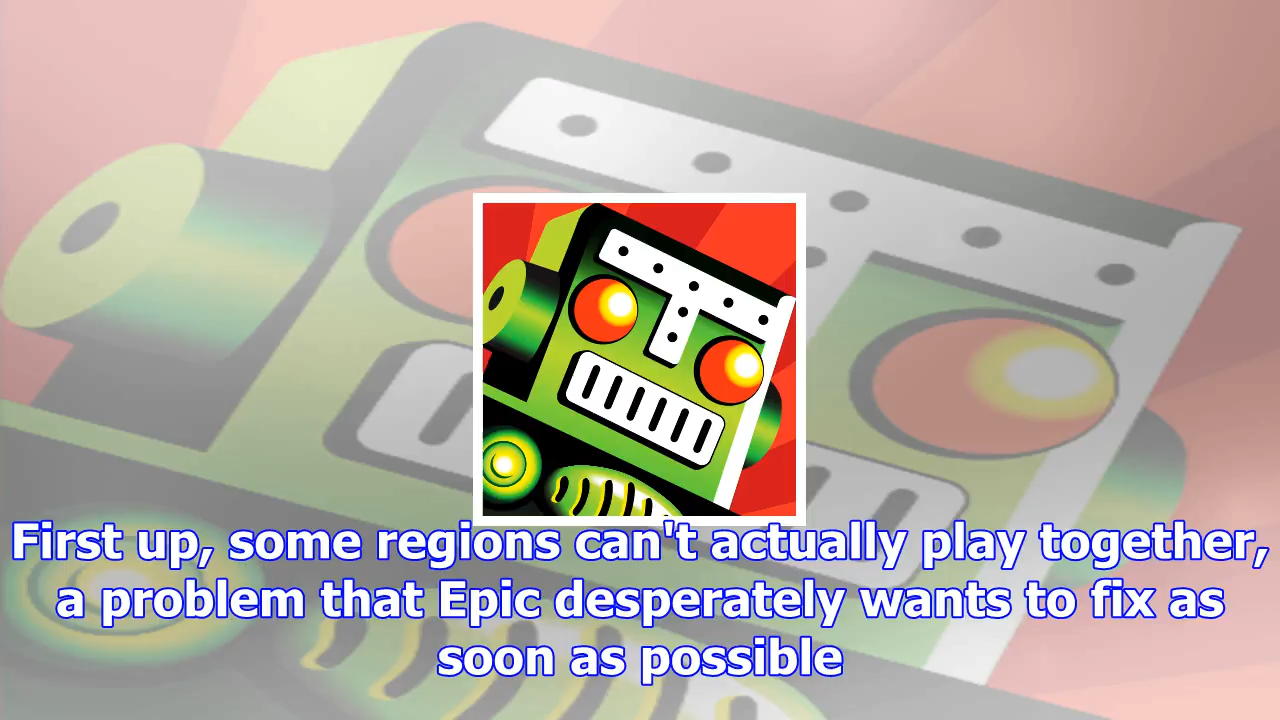 First up, some regions can't actually play together,
a problem that Epic desperately wants to fix as
soon as possible